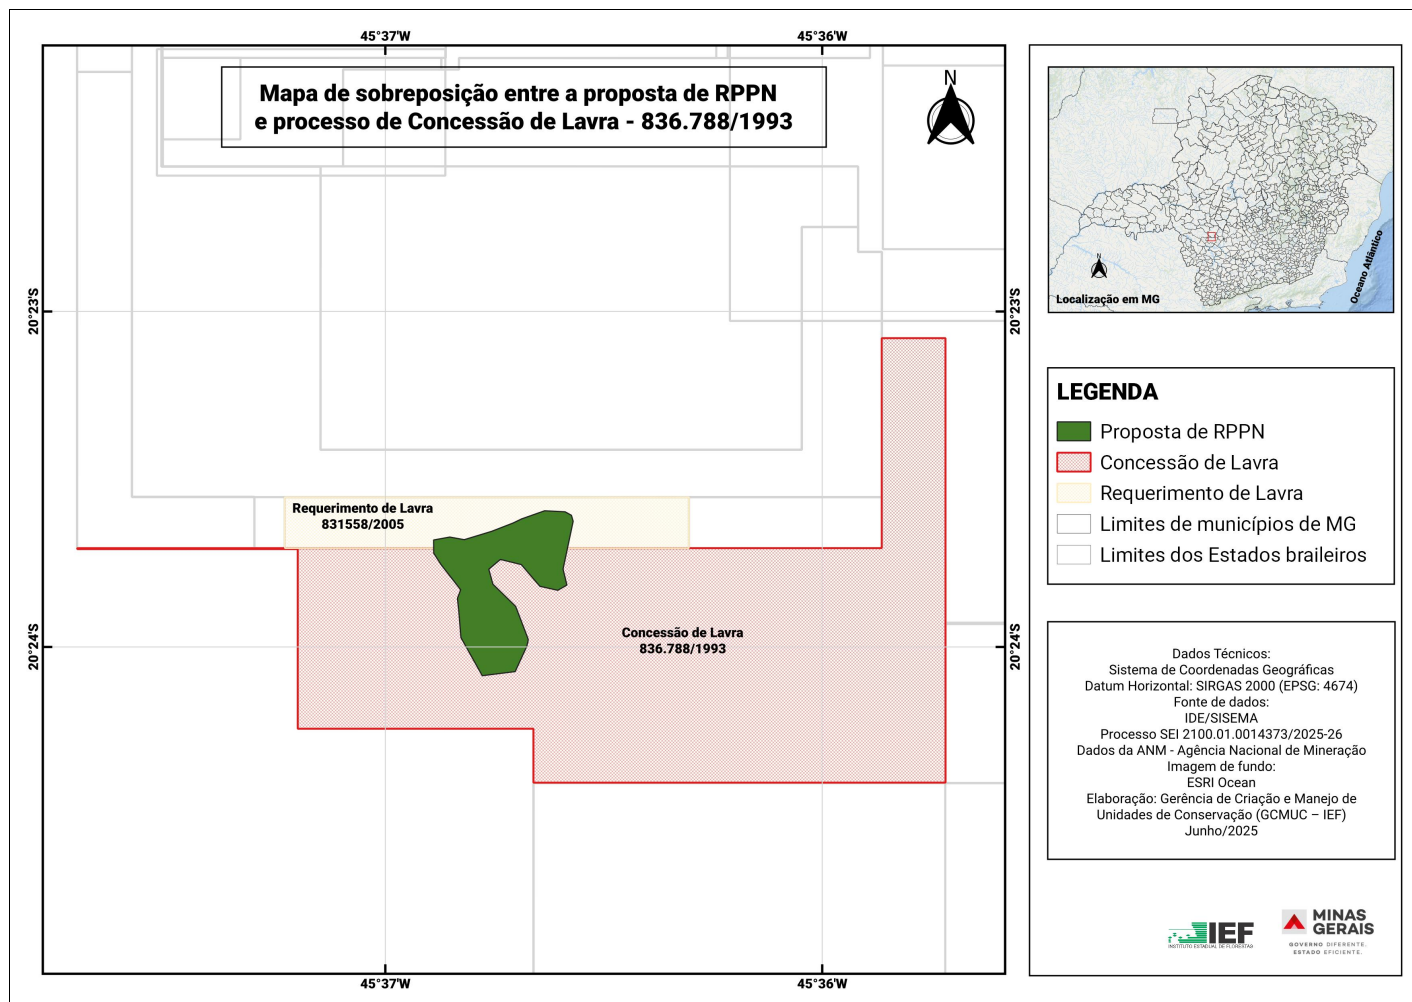 45°37'W
45°36'W
Mapa de sobreposição entre a proposta de RPPN
e processo de Concessão de Lavra - 836.788/1993
N
20°23'S
20°23'S
Requerimento de Lavra
831558/2005
Concessão de Lavra
836.788/1993
20°24'S
20°24'S
45°37'W
45°36'W
N
Localização em MG
Oceano Atlântico
LEGENDA
Proposta de RPPN
Concessão de Lavra
Requerimento de Lavra
Limites de municípios de MG
Limites dos Estados braileiros
Dados Técnicos:
Sistema de Coordenadas Geográficas
Datum Horizontal: SIRGAS 2000 (EPSG: 4674)
Fonte de dados:
IDE/SISEMA
Processo SEI 2100.01.0014373/2025-26
Dados da ANM - Agência Nacional de Mineração
Imagem de fundo:
ESRI Ocean
Elaboração: Gerência de Criação e Manejo de
Unidades de Conservação (GCMUC – IEF)
Junho/2025
IEF
INSTITUTO ESTADUAL DE FLORESTAS
MINAS
GERAIS
GOVERNO DIFERENTE.
ESTADO EFICIENTE.